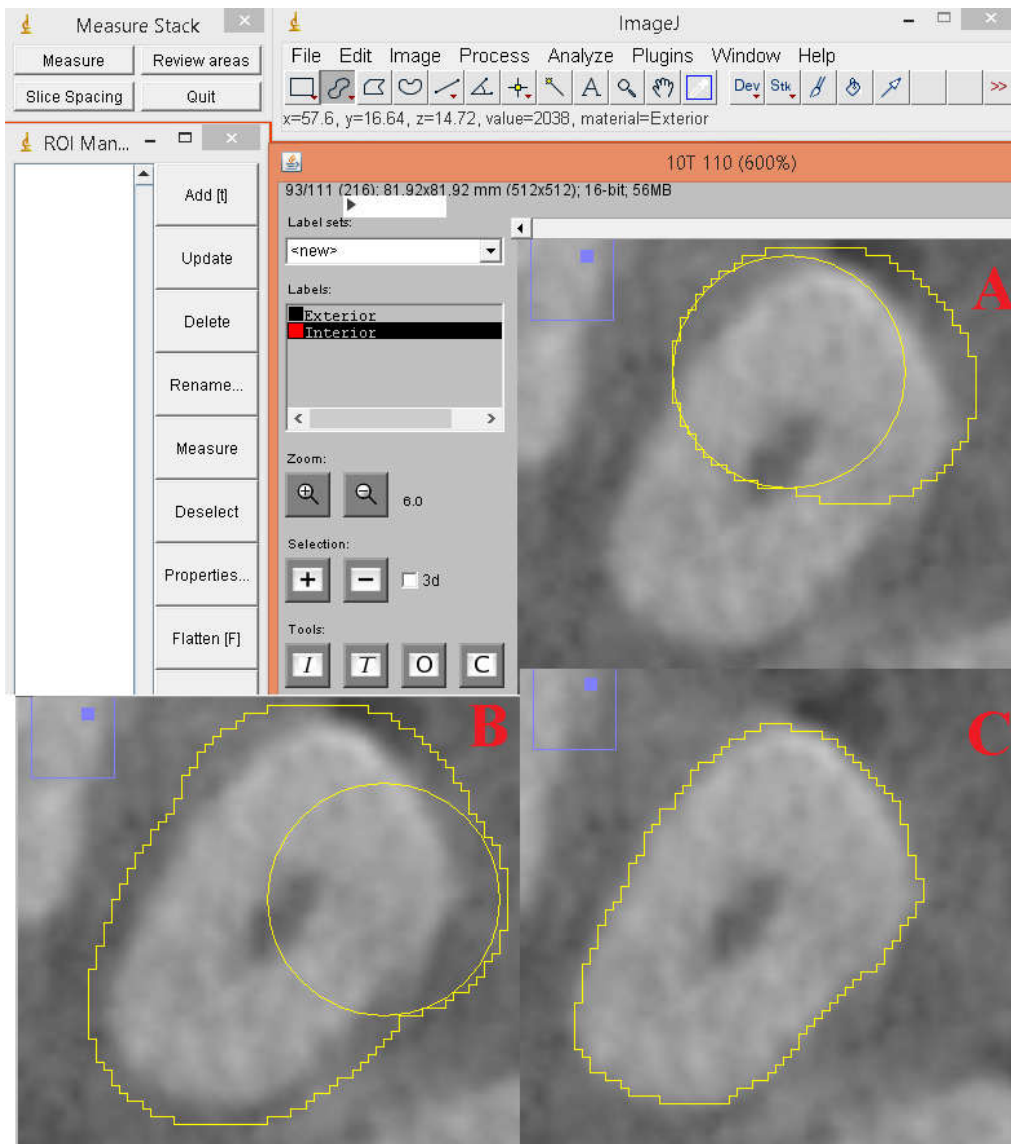 Measure Stack
Measure
Review areas
Slice Spacing
Quit
ImageJ
File Edit Image Process Analyze Plugins Window Help
A
Dev
Stk
>>
x=57.6, y=16.64, z=14.72, value=2038, material=Exterior
ROI Man...
Add [t]
Update
Delete
Rename...
Measure
Deselect
Properties...
Flatten [F]
10T 110 (600%)
93/111 (216); 81.92x81.92 mm (512x512); 16-bit; 56MB
Label sets:
<new>
Labels:
Exterior
Interior
Zoom:
6.0
Selection:
+
−
3d
Tools:
I
T
O
C
A
B
C